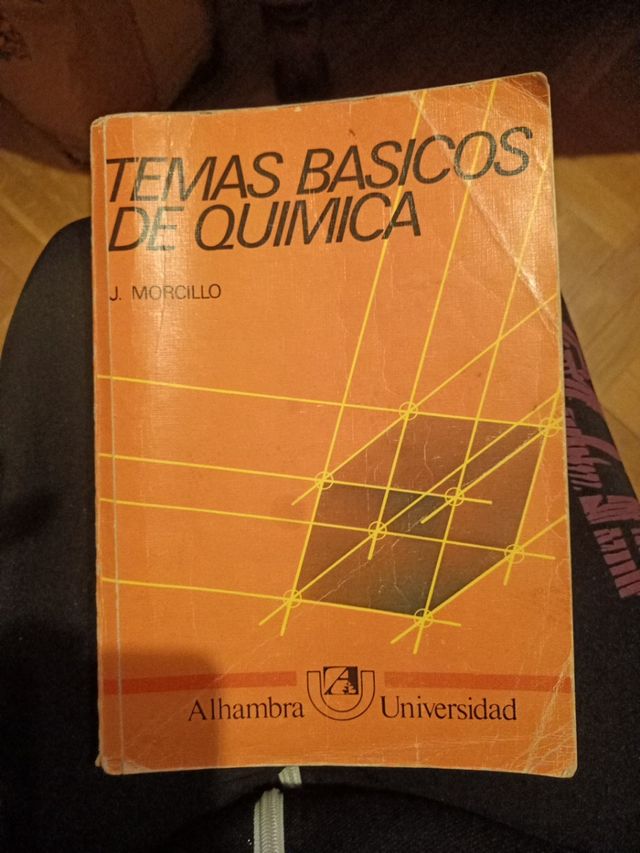 TEMAS BASICOS
DE QUIMICA
J. MORCILLO
Alhambra Universidad